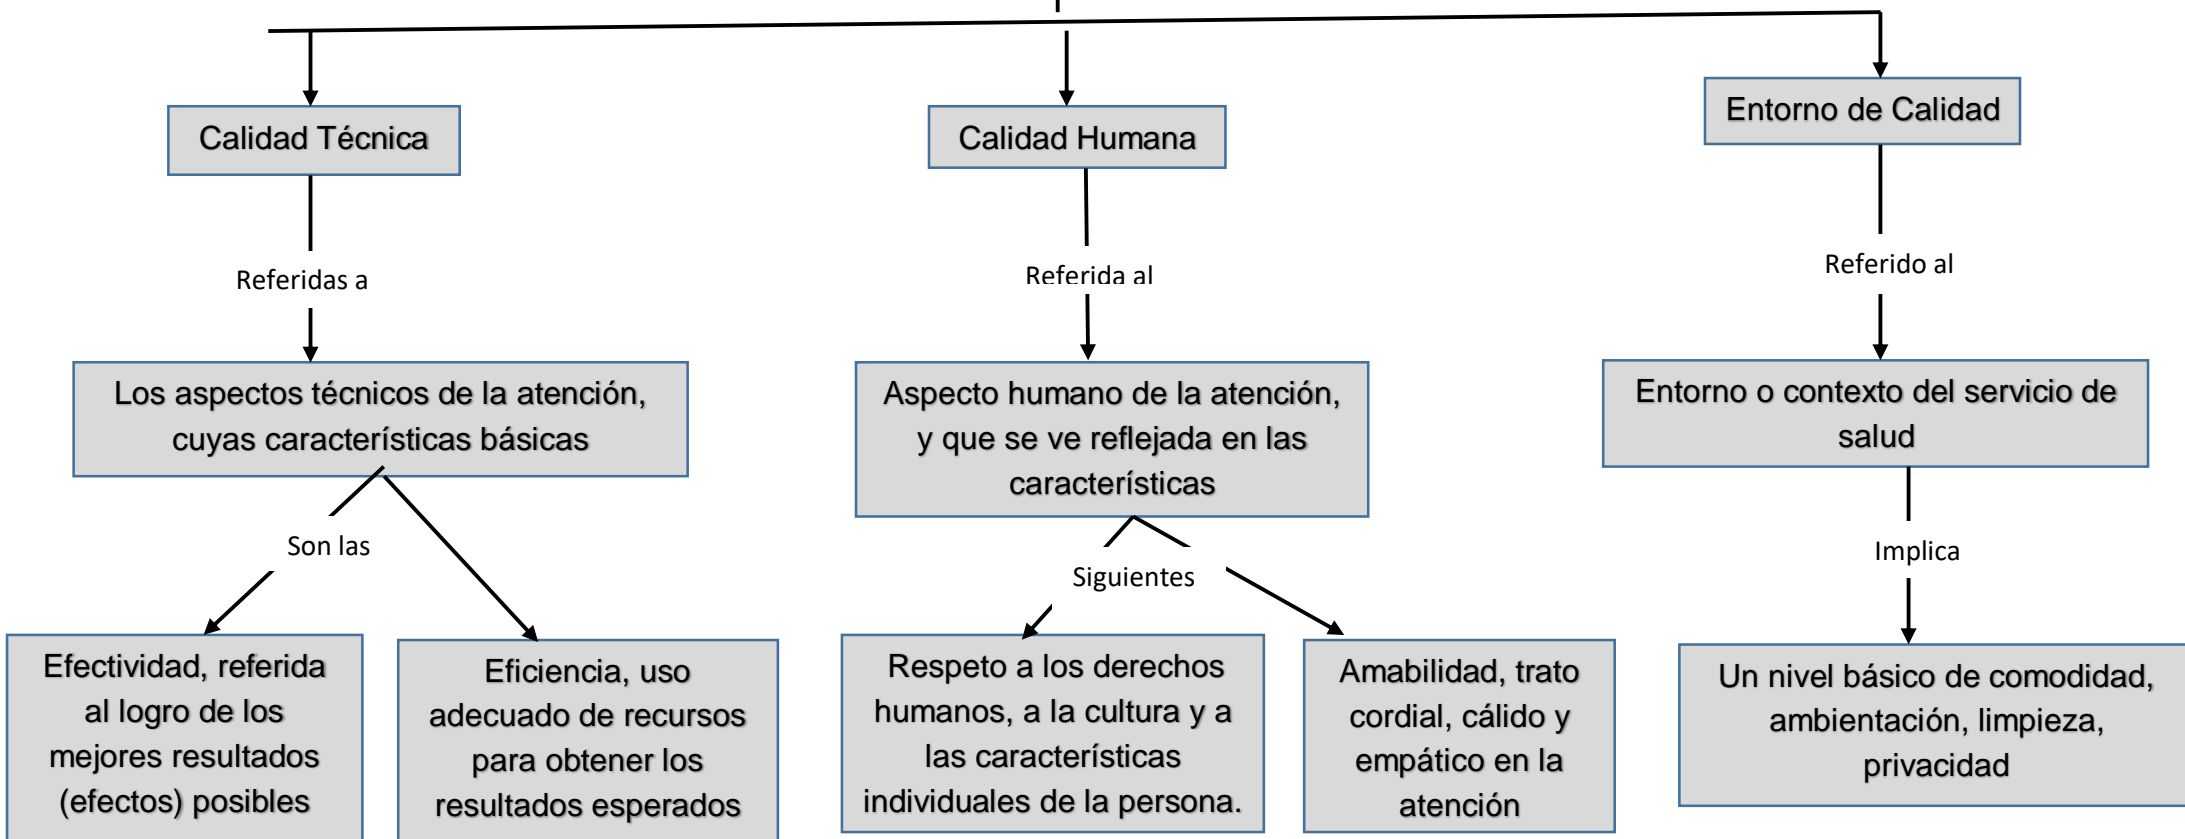 Calidad Técnica
Calidad Humana
Entorno de Calidad
Referidas a
Referida al
Referido al
Los aspectos técnicos de la atención,
cuyas características básicas
Aspecto humano de la atención,
y que se ve reflejada en las
características
Entorno o contexto del servicio de
salud
Son las
Siguientes
Implica
Efectividad, referida
al logro de los
mejores resultados
(efectos) posibles
Eficiencia, uso
adecuado de recursos
para obtener los
resultados esperados
Respeto a los derechos
humanos, a la cultura y a
las características
individuales de la persona.
Amabilidad, trato
cordial, cálido y
empático en la
atención
Un nivel básico de comodidad,
ambientación, limpieza,
privacidad